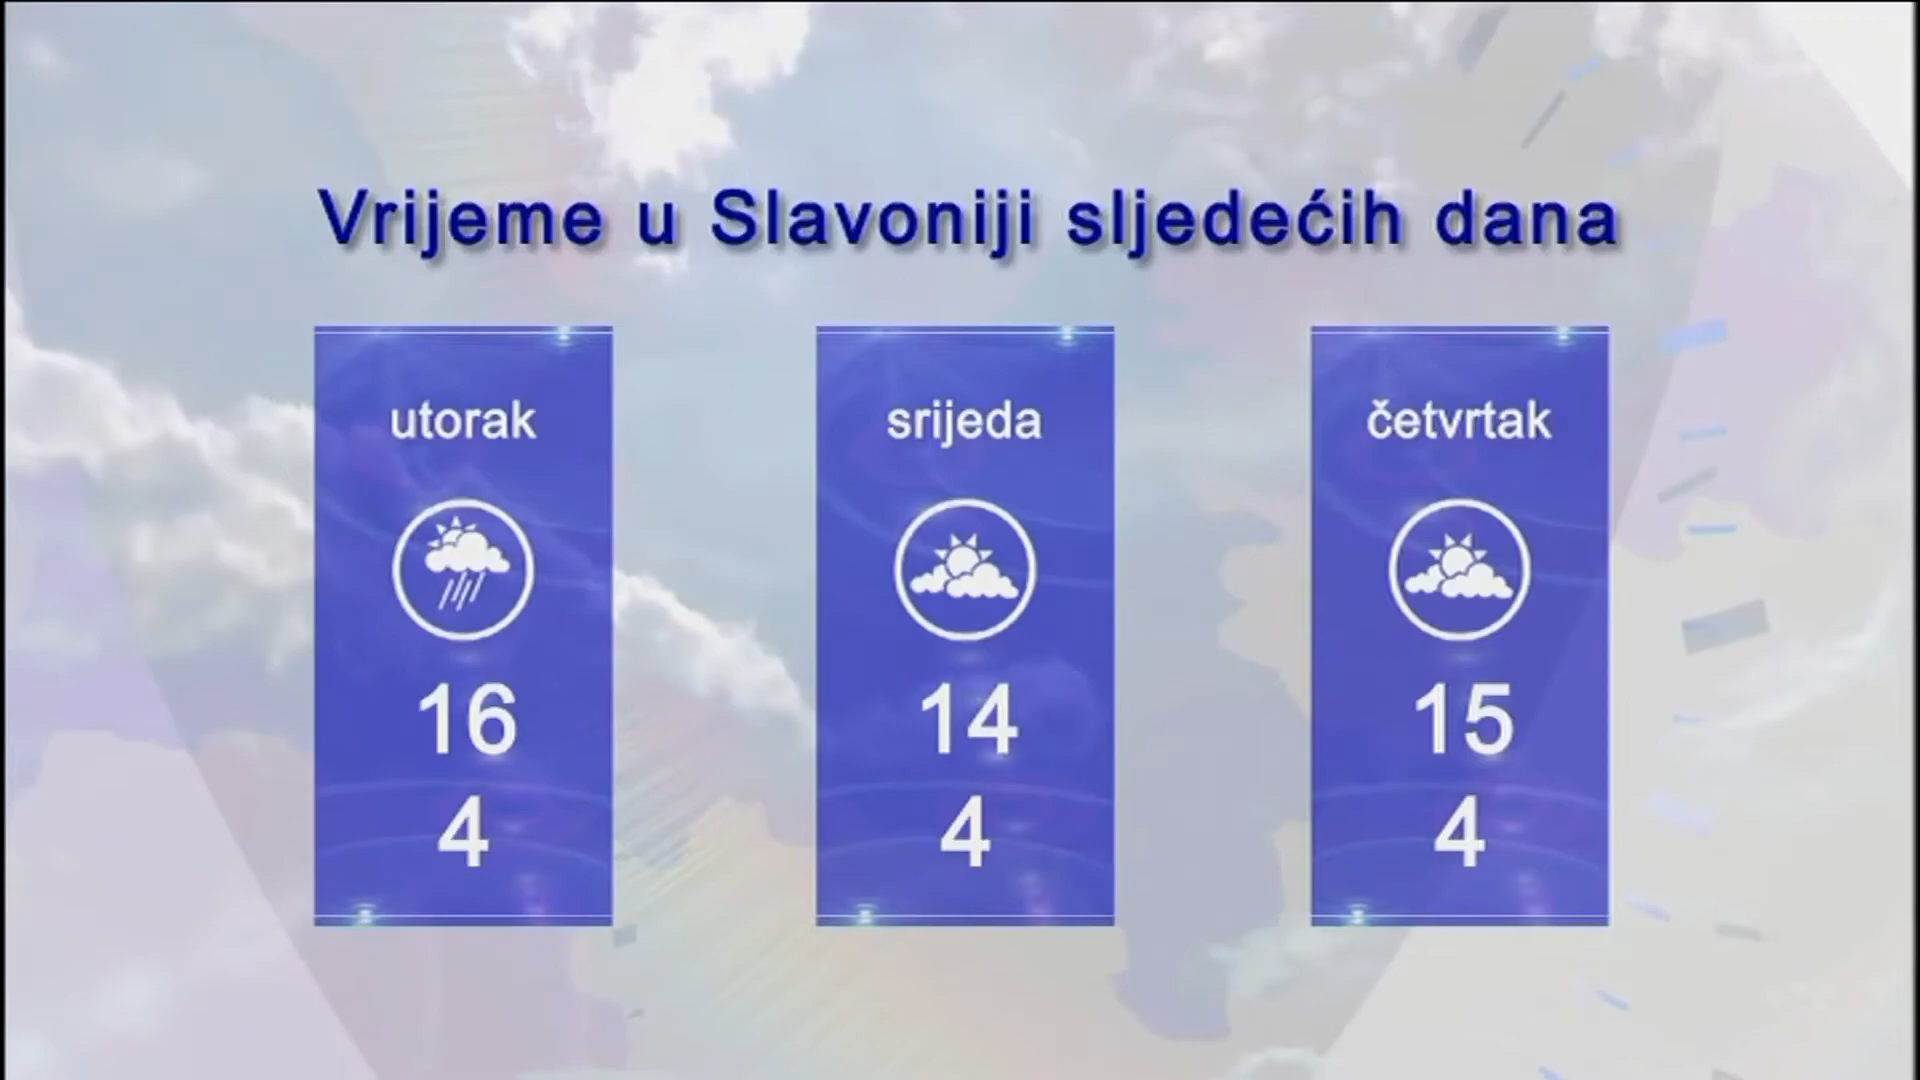 Vrijeme u Slavoniji sljedećih dana
utorak
16
4
srijeda
14
4
četvrtak
15
4